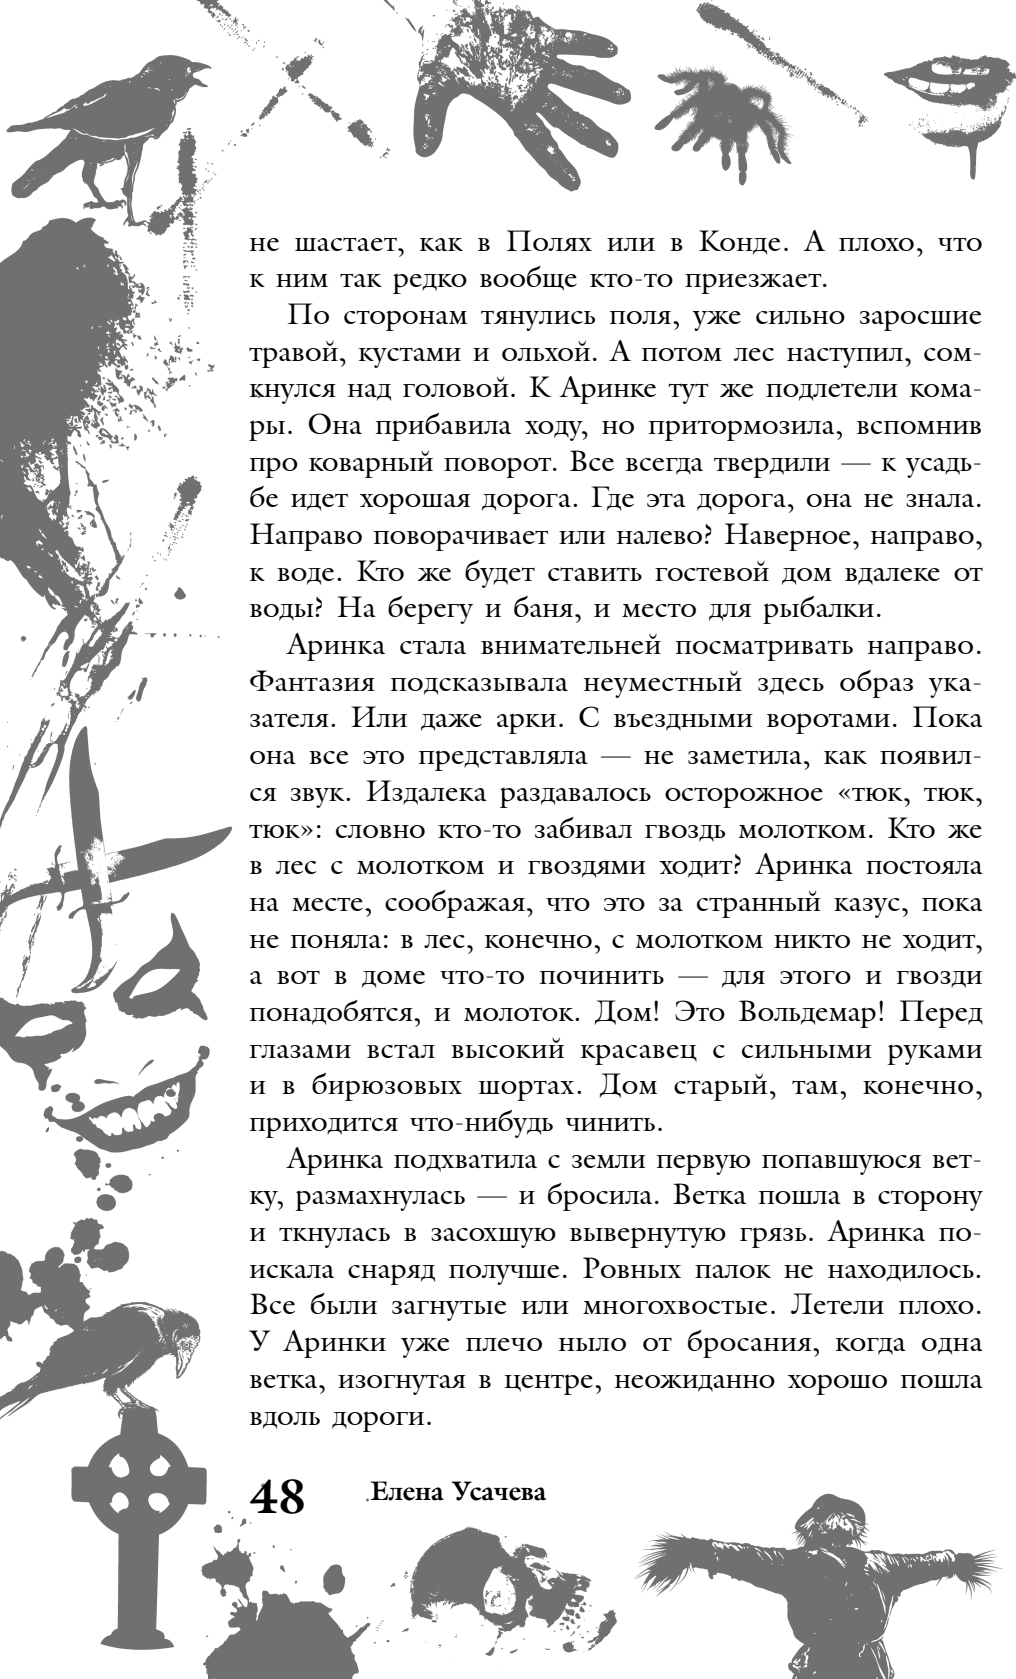 не шастает, как в Полях или в Конде. А плохо, что
к ним так редко вообще кто-то приезжает.
По сторонам тянулись поля, уже сильно заросшие
травой, кустами и ольхой. А потом лес наступил, сом-
кнулся над головой. К Аринке тут же подлетели кома-
ры. Она прибавила ходу, но притормозила, вспомнив
про коварный поворот. Все всегда твердили — к усадь-
бе идет хорошая дорога. Где эта дорога, она не знала.
Направо поворачивает или налево? Наверное, направо,
к воде. Кто же будет ставить гостевой дом вдалеке от
воды? На берегу и баня, и место для рыбалки.
Аринка стала внимательней посматривать направо.
Фантазия подсказывала неуместный здесь образ ука-
зателя. Или даже арки. С въездными воротами. Пока
она все это представляла — не заметила, как появил-
ся звук. Издалека раздавалось осторожное «тюк, тюк,
тюк»: словно кто-то забивал гвоздь молотком. Кто же
в лес с молотком и гвоздями ходит? Аринка постояла
на месте, соображая, что это за странный казус, пока
не поняла: в лес, конечно, с молотком никто не ходит,
а вот в доме что-то починить — для этого и гвозди
понадобятся, и молоток. Дом! Это Вольдемар! Перед
глазами встал высокий красавец с сильными руками
и в бирюзовых шортах. Дом старый, там, конечно,
приходится что-нибудь чинить.
Аринка подхватила с земли первую попавшуюся вет-
ку, размахнулась — и бросила. Ветка пошла в сторону
и ткнулась в засохшую вывернутую грязь. Аринка по-
искала снаряд получше. Ровных палок не находилось.
Все были загнутые или многохвостые. Летели плохо.
У Аринки уже плечо ныло от бросания, когда одна
ветка, изогнутая в центре, неожиданно хорошо пошла
вдоль дороги.
48 Елена Усачева